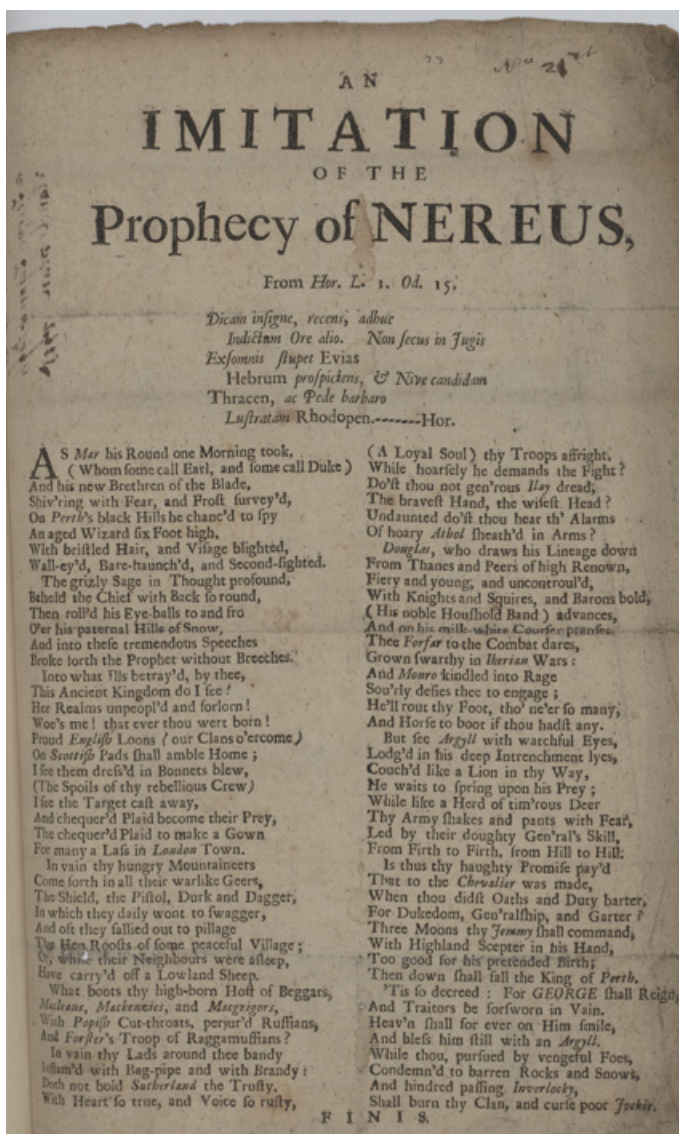 No 21
AN
IMITATION
OF THE
Prophecy of NEREUS,
From Hor. L. 1. Od. 15.
Dicam inſigne, recens, adhuc
Indictum Ore alio. Non ſecus in Jugis
Exſomnis ſtupet Evias
Hebrum proſpiciens, & Nive candidam
Thracen, ac Pede barbaro
Luſtratam Rhodopen.-------Hor.
AS Mar his Round one Morning took,
(Whom ſome call Earl, and ſome call Duke)
And his new Brethren of the Blade,
Shiv'ring with Fear, and Froſt ſurvey'd,
On Perth's black Hills he chanc'd to ſpy
An aged Wizard ſix Foot high,
With briſtled Hair, and Viſage blighted,
Wall-ey'd, Bare-haunch'd, and Second-ſighted.
The grizly Sage in Thought profound,
Beheld the Chief with Back ſo round,
Then roll'd his Eye-balls to and fro
O'er his paternal Hills of Snow,
And into theſe tremendous Speeches
Broke forth the Prophet without Breeches.
Into what Ills betray'd, by thee,
This Ancient Kingdom do I ſee!
Her Realms unpeopl'd and forlorn!
Woe's me! that ever thou wert born!
Proud Engliſh Loons (our Clans o'ercome)
On Scottiſh Pads ſhall amble Home;
I ſee them dreſs'd in Bonnets blew,
(The Spoils of thy rebellious Crew)
I ſee the Target caſt away,
And chequer'd Plaid become their Prey,
The chequer'd Plaid to make a Gown
For many a Laſs in London Town.
In vain thy hungry Mountaineers
Come forth in all their warlike Geers,
The Shield, the Piſtol, Durk and Dagger,
In which they daily wont to ſwagger,
And oft they ſallied out to pillage
The Hen Rooſts of ſome peaceful Village;
Or, while their Neighbours were aſleep,
Have carry'd off a Lowland Sheep.
What boots thy high-born Hoſt of Beggars,
Macleans, Mackenzies, and Macgrigors,
With Popiſh Cut-throats, perjur'd Ruffians,
And Forſter's Troop of Raggamuffians?
In vain thy Lads around thee bandy
Inflam'd with Bag-pipe and with Brandy:
Doth not bold Sutherland the Truſty.
With Heart ſo true, and Voice ſo ruſty,
(A Loyal Soul) thy Troops affright,
While hoarſely he demands the Fight?
Do'ſt thou not gen'rous Ilay dread,
The braveſt Hand, the wiſeſt Head?
Undaunted do'ſt thou hear th' Alarms
Of hoary Athol ſheath'd in Arms?
Douglas, who draws his Lineage down
From Thanes and Peers of high Renown,
Fiery and young, and uncontroul'd,
With Knights and Squires, and Barons bold,
(His noble Houſhold Band) advances,
And on his milk white Courſer pranſes.
Thee Forfar to the Combat dares,
Grown ſwarthy in Iberian Wars:
And Monro kindled into Rage
Sou'rly defies thee to engage;
He'll rout thy Foot, tho' ne'er ſo many,
And Horſe to boot if thou hadſt any.
But ſee Argyll with watchful Eyes,
Lodg'd in his deep Intrenchment lyes,
Couch'd like a Lion in thy Way,
He waits to ſpring upon his Prey;
While like a Herd of tim'rous Deer
Thy Army ſhakes and pants with Fear,
Led by their doughty Gen'ral's Skill,
From Firth to Firth, from Hill to Hill.
Is thus thy haughty Promiſe pay'd
That to the Chevalier was made,
When thou didſt Oaths and Duty barter,
For Dukedom, Gen'ralſhip, and Garter?
Three Moons thy Jemmy ſhall command,
With Highland Scepter in his Hand,
Too good for his pretended Birth;
Then down ſhall fall the King of Perth.
'Tis ſo decreed: For GEORGE ſhall Reign,
And Traitors be forſworn in Vain.
Heav'n ſhall for ever on Him ſmile,
And bleſs him ſtill with an Argyll.
While thou, purſued by vengeful Foes,
Condemn'd to barren Rocks and Snows,
And hindred paſſing Inverlocky,
Shall burn thy Clan, and curſe poor Jockie.
FINIS.